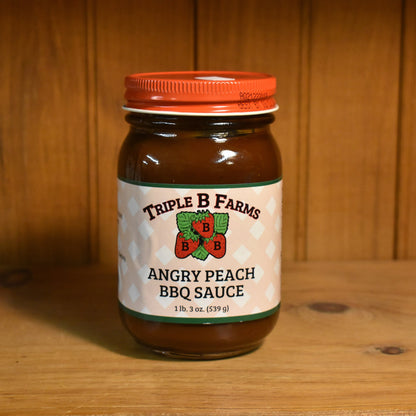 TRIPLE B FARMS
B
B B
ANGRY PEACH
BBQ SAUCE
1 lb. 3 oz. (539 g)